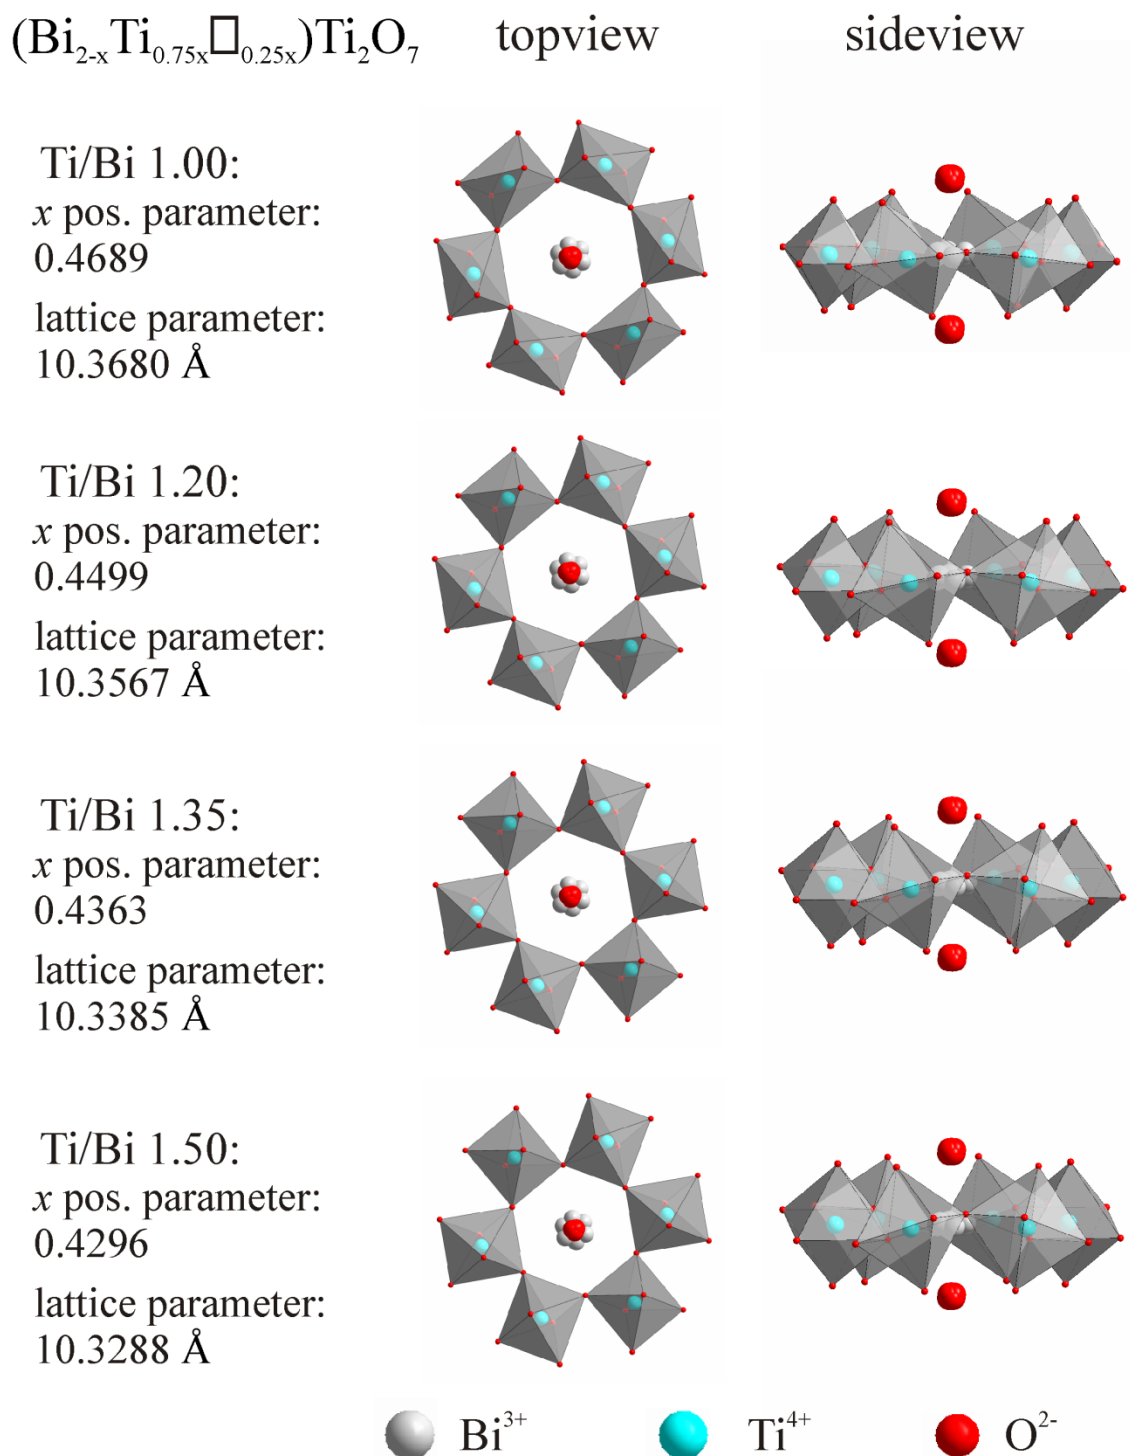 (Bi₂₋ₓTi₀.₇₅ₓ□₀.₂₅ₓ)Ti₂O₇ topview sideview
Ti/Bi 1.00:
x pos. parameter:
0.4689
lattice parameter:
10.3680 Å
Ti/Bi 1.20:
x pos. parameter:
0.4499
lattice parameter:
10.3567 Å
Ti/Bi 1.35:
x pos. parameter:
0.4363
lattice parameter:
10.3385 Å
Ti/Bi 1.50:
x pos. parameter:
0.4296
lattice parameter:
10.3288 Å
Bi³⁺ Ti⁴⁺ O²⁻